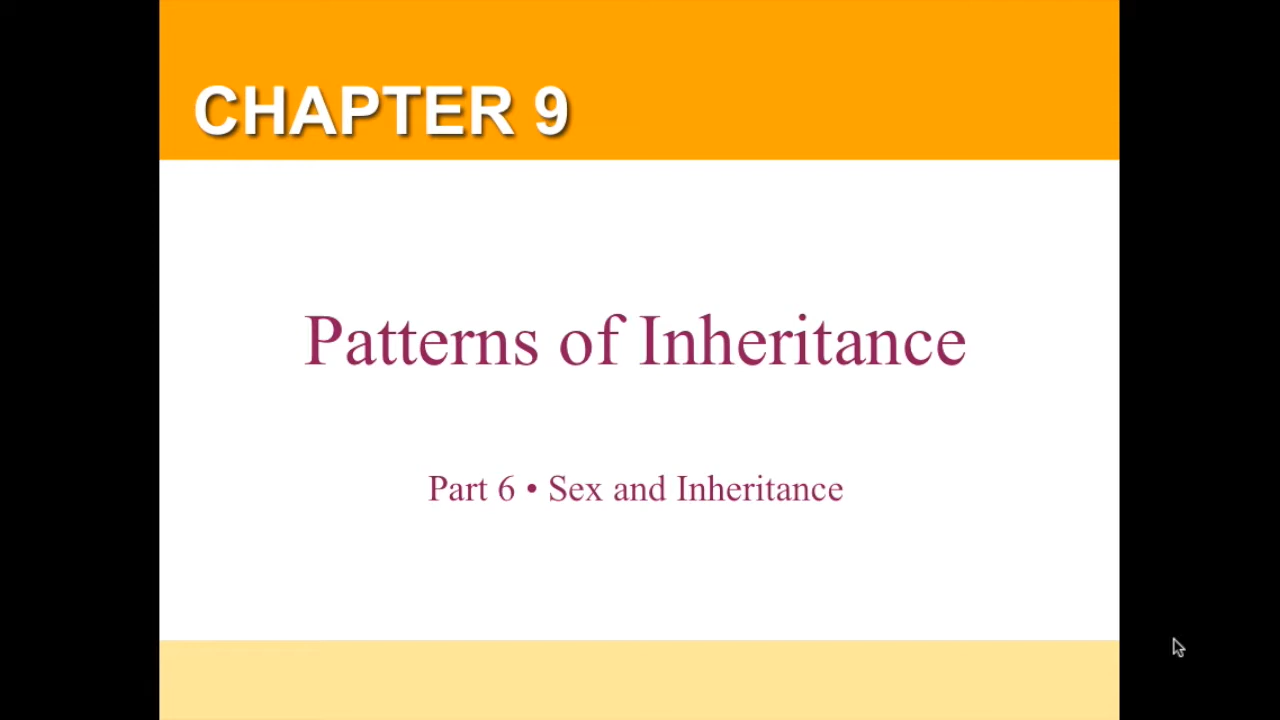 CHAPTER 9
Patterns of Inheritance
Part 6 • Sex and Inheritance